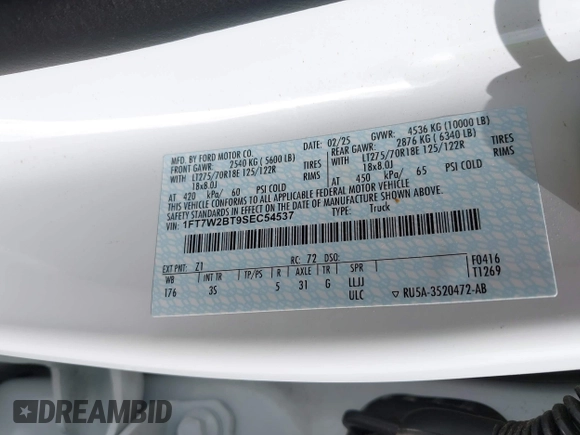 MFD. BY FORD MOTOR CO.
DATE: 02/25 GVWR: 4536 KG (10000 LB)
FRONT GAWR: 2540 KG ( 5600 LB) REAR GAWR: 2876 KG ( 6340 LB)
WITH LT275/70R18E 125/122R TIRES WITH LT275/70R18E 125/122R TIRES
18x8.0J RIMS 18x8.0J RIMS
AT 420 kPa/ 60 PSI COLD AT 450 kPa/ 65 PSI COLD
THIS VEHICLE CONFORMS TO ALL APPLICABLE FEDERAL MOTOR VEHICLE
SAFETY STANDARDS IN EFFECT ON THE DATE OF MANUFACTURE SHOWN ABOVE.
VIN: 1FT7W2BT9SEC54537 TYPE: Truck
F0416
T1269
EXT PNT: Z1 RC: 72 DSO:
WB INT TR TP/PS R AXLE TR SPR
176 35 5 31 G LLJJ
ULC ▽ RU5A-3520472-AB
DREAMBID